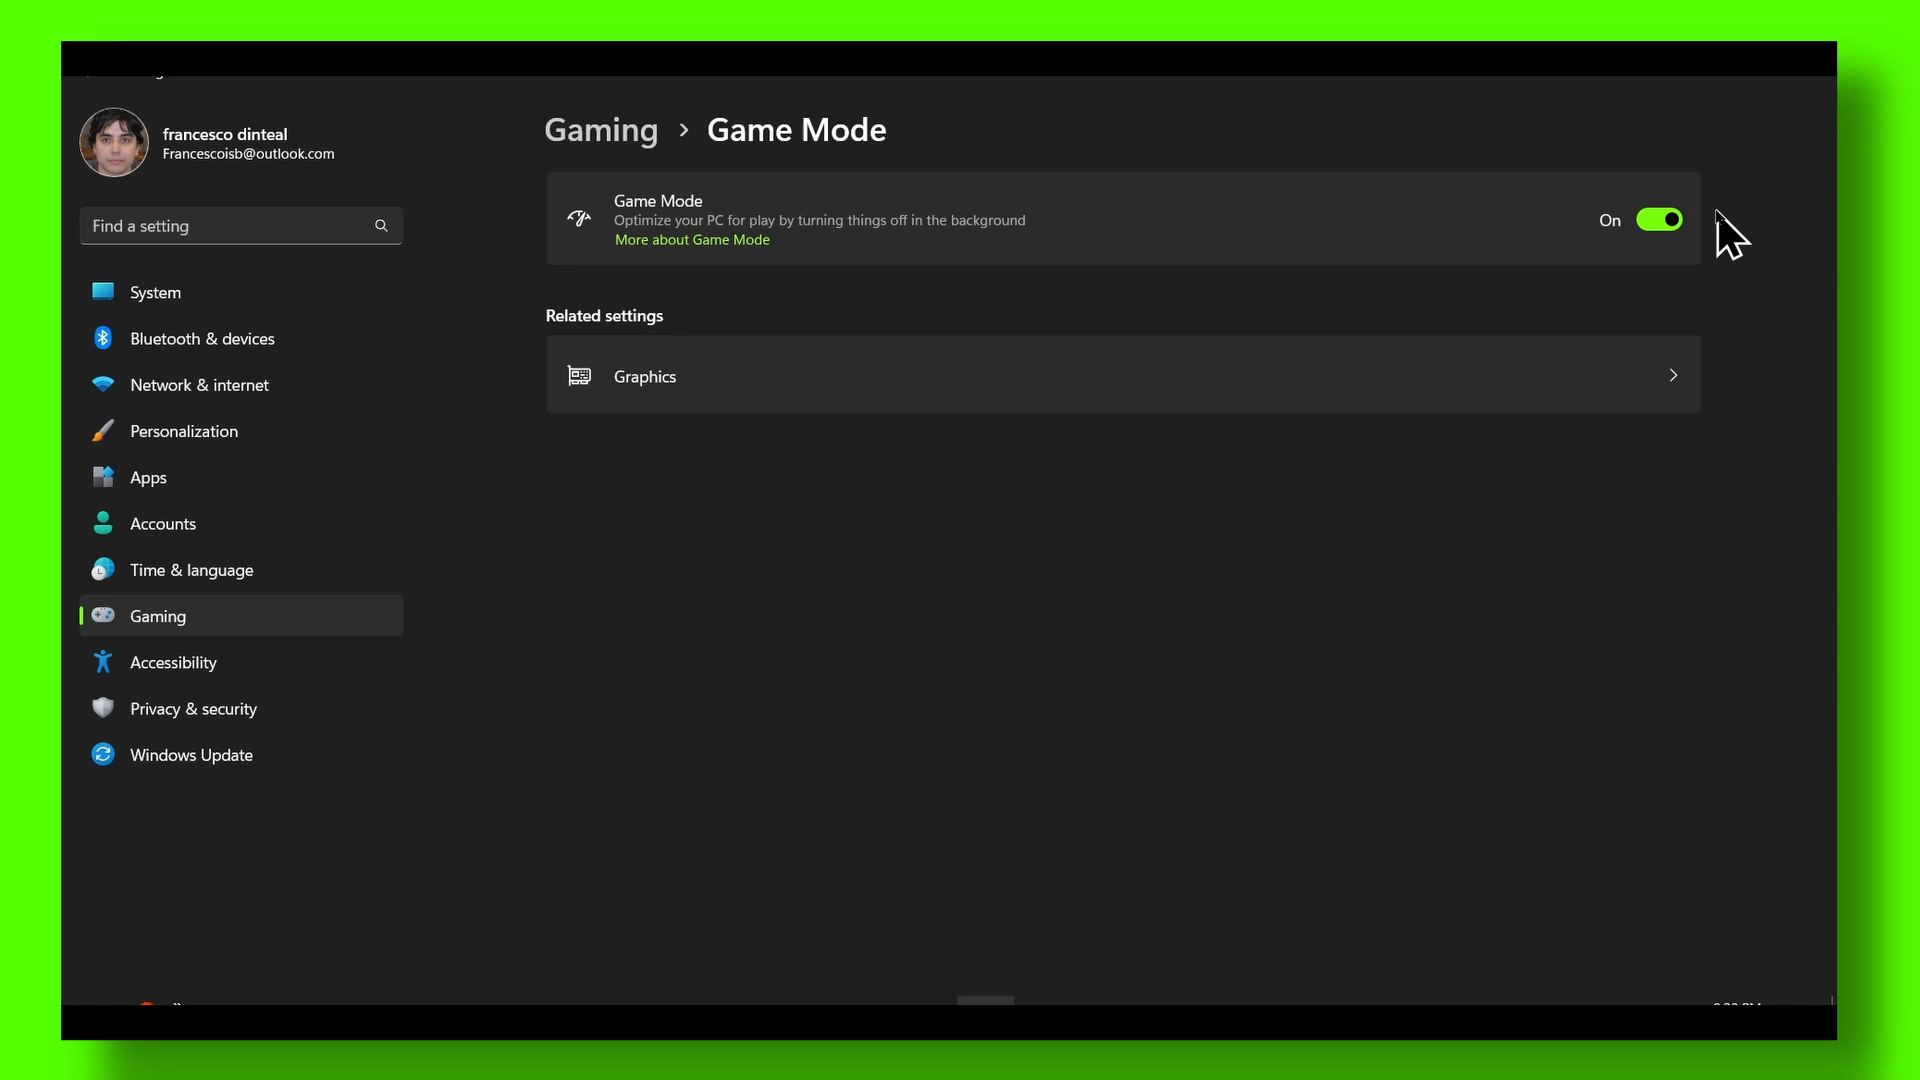 francesco dinteal
Francescoisb@outlook.com
Find a setting
System
Bluetooth & devices
Network & internet
Personalization
Apps
Accounts
Time & language
Gaming
Accessibility
Privacy & security
Windows Update
Gaming > Game Mode
Game Mode
Optimize your PC for play by turning things off in the background
More about Game Mode
On
Related settings
Graphics